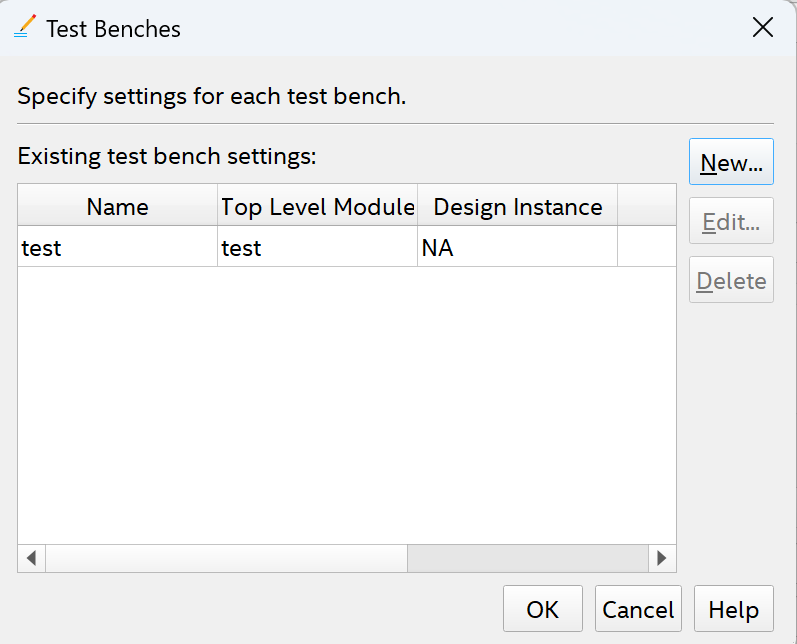 Test Benches
Specify settings for each test bench.
Existing test bench settings:
New...
Name Top Level Module Design Instance
Edit...
test test NA
Delete
OK Cancel Help